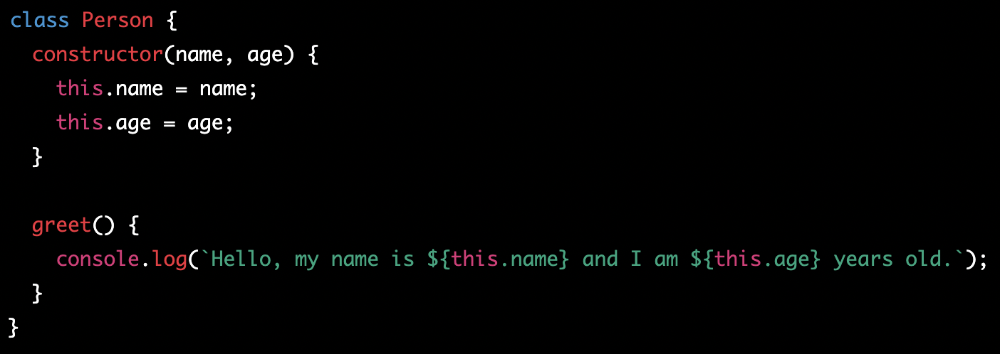 class Person {
  constructor(name, age) {
    this.name = name;
    this.age = age;
  }

  greet() {
    console.log(`Hello, my name is ${this.name} and I am ${this.age} years old.`);
  }
}